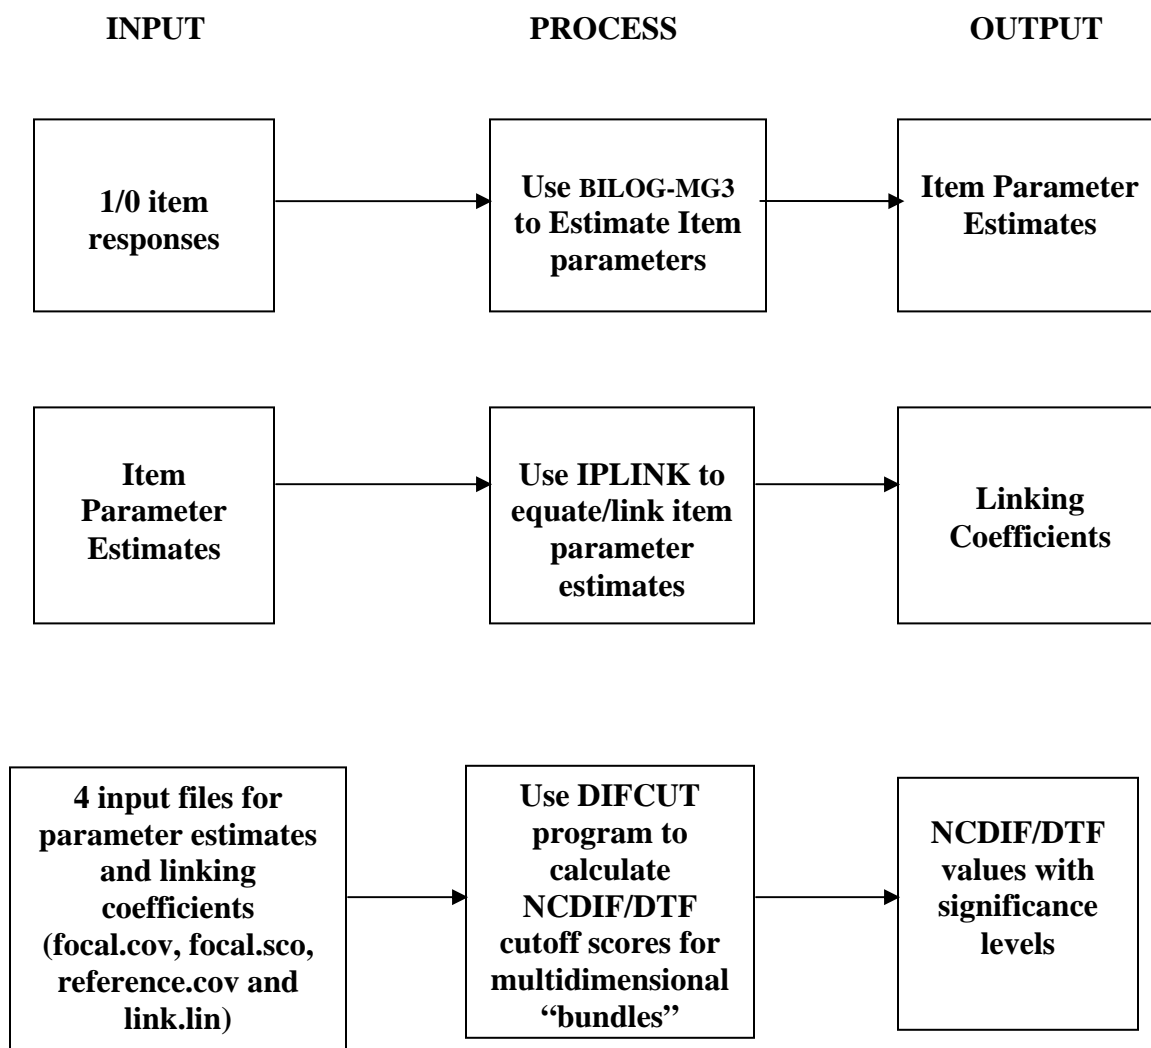 INPUT
PROCESS
OUTPUT
1/0 item
responses
Use BILOG-MG3
to Estimate Item
parameters
Item Parameter
Estimates
Item
Parameter
Estimates
Use IPLINK to
equate/link item
parameter
estimates
Linking
Coefficients
4 input files for
parameter estimates
and linking
coefficients
(focal.cov, focal.sco,
reference.cov and
link.lin)
Use DIFCUT
program to
calculate
NCDIF/DTF
cutoff scores for
multidimensional
“bundles”
NCDIF/DTF
values with
significance
levels